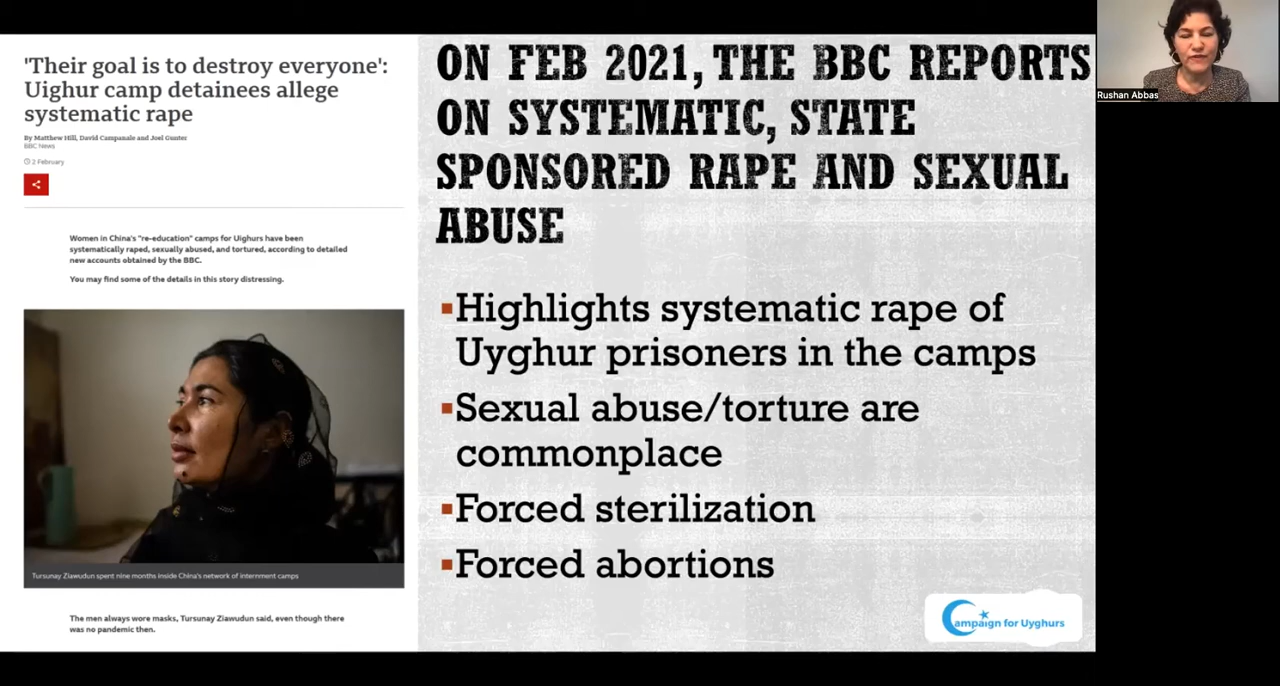 'Their goal is to destroy everyone':
Uighur camp detainees allege
systematic rape
By Matthew Hill, David Campanale and Joel Gunter
BBC News
2 February
Women in China's "re-education" camps for Uighurs have been
systematically raped, sexually abused, and tortured, according to detailed
new accounts obtained by the BBC.
You may find some of the details in this story distressing.
Tursunay Ziawudun spent nine months inside China's network of internment camps
The men always wore masks, Tursunay Ziawudun said, even though there
was no pandemic then.
ON FEB 2021, THE BBC REPORTS
ON SYSTEMATIC, STATE
SPONSORED RAPE AND SEXUAL
ABUSE
▪Highlights systematic rape of
Uyghur prisoners in the camps
▪Sexual abuse/torture are
commonplace
▪Forced sterilization
▪Forced abortions
Campaign for Uyghurs
Rushan Abbas